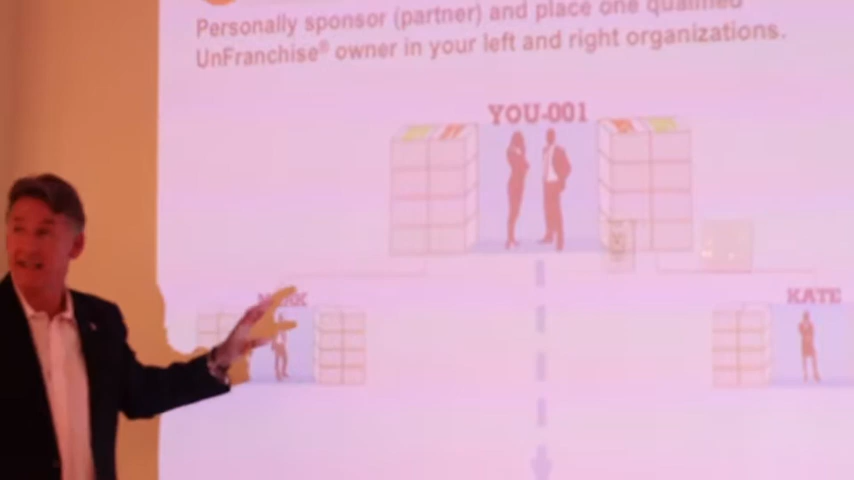 Personally sponsor (partner) and place one qualified
UnFranchise® owner in your left and right organizations.
YOU-001
KATE